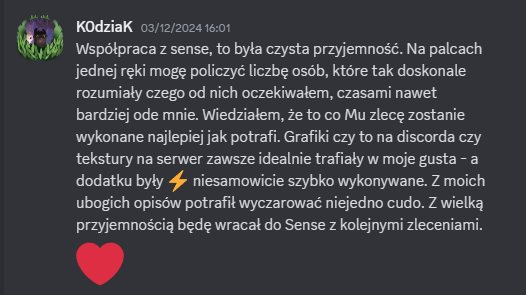 K0dziaK 03/12/2024 16:01
Współpraca z sense, to była czysta przyjemność. Na palcach
jednej ręki mogę policzyć liczbę osób, które tak doskonale
rozumiały czego od nich oczekiwałem, czasami nawet
bardziej ode mnie. Wiedziałem, że to co Mu zlecę zostanie
wykonane najlepiej jak potrafi. Grafiki czy to na discorda czy
tekstury na serwer zawsze idealnie trafiały w moje gusta - a
dodatku były ⚡ niesamowicie szybko wykonywane. Z moich
ubogich opisów potrafił wyczarować niejedno cudo. Z wielką
przyjemnością będę wracał do Sense z kolejnymi zleceniami.
❤️